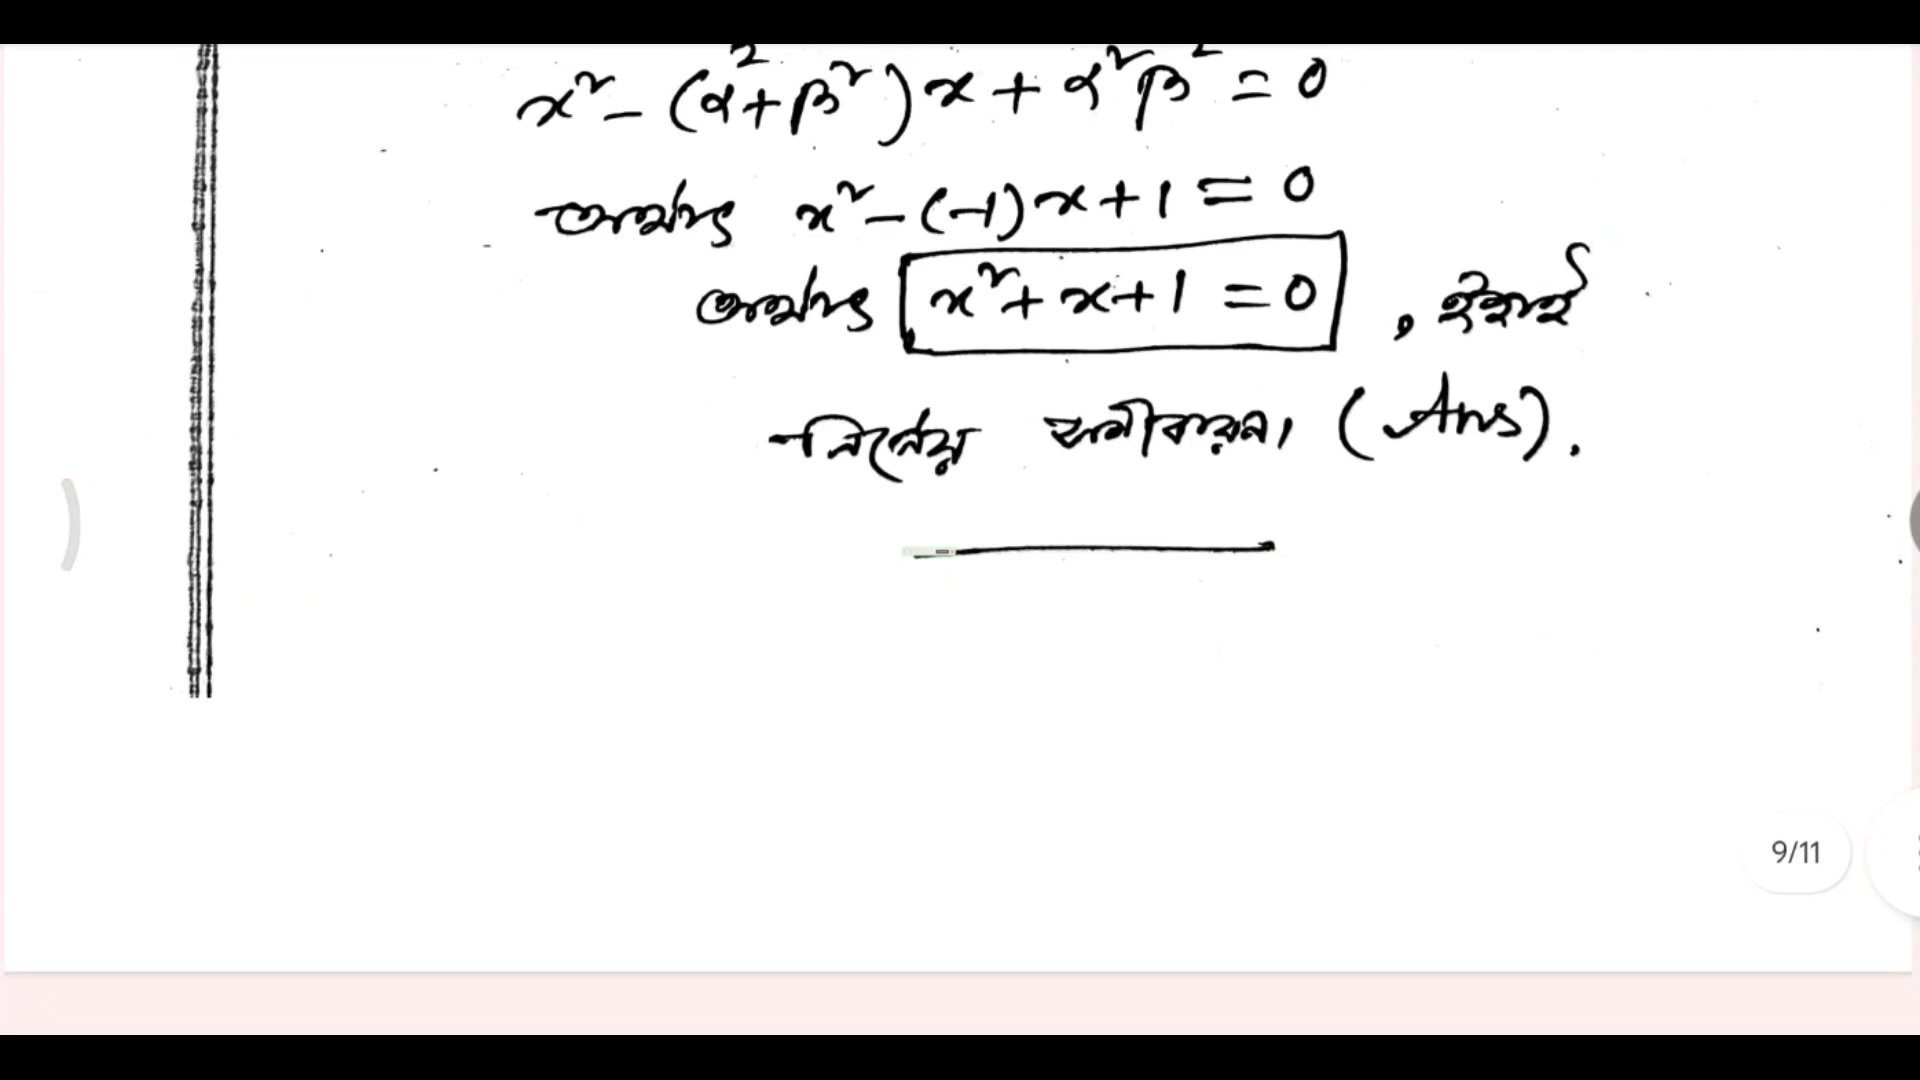 x² - (α² + β²)x + α²β² = 0
অর্থাৎ x² - (-1)x + 1 = 0
অর্থাৎ x² + x + 1 = 0 , ইহাই
নির্ণেয় সমীকরণ। (Ans).
9/11